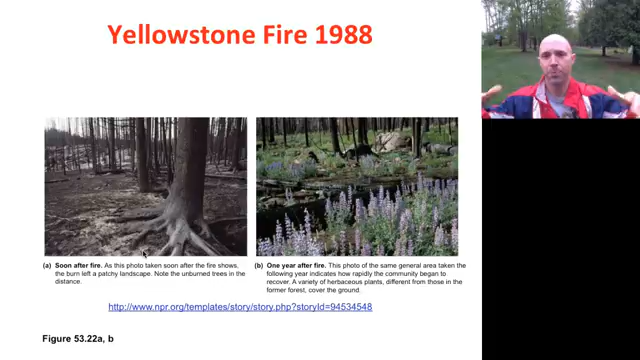 Yellowstone Fire 1988
(a) Soon after fire. As this photo taken soon after the fire shows,
the burn left a patchy landscape. Note the unburned trees in the
distance.
(b) One year after fire. This photo of the same general area taken the
following year indicates how rapidly the community began to
recover. A variety of herbaceous plants, different from those in the
former forest, cover the ground.
http://www.npr.org/templates/story/story.php?storyId=94534548
Figure 53.22a, b